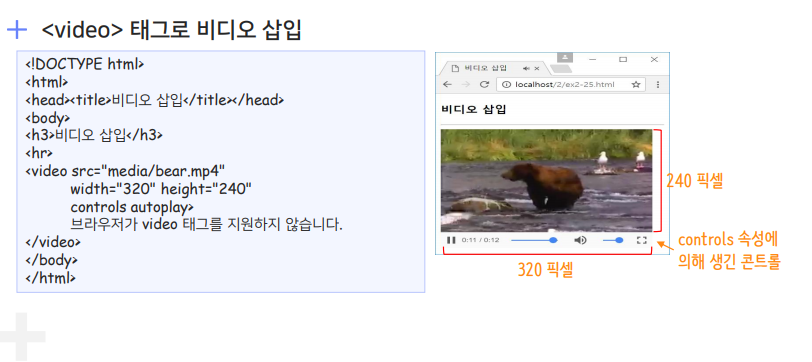 <video> 태그로 비디오 삽입
<!DOCTYPE html>
<html>
<head><title>비디오 삽입</title></head>
<body>
<h3>비디오 삽입</h3>
<hr>
<video src="media/bear.mp4"
width="320" height="240"
controls autoplay>
브라우저가 video 태그를 지원하지 않습니다.
</video>
</body>
</html>
비디오 삽입
localhost/2/ex2-25.html
비디오 삽입
240 픽셀
0:11 / 0:12
controls 속성에
의해 생긴 콘트롤
320 픽셀